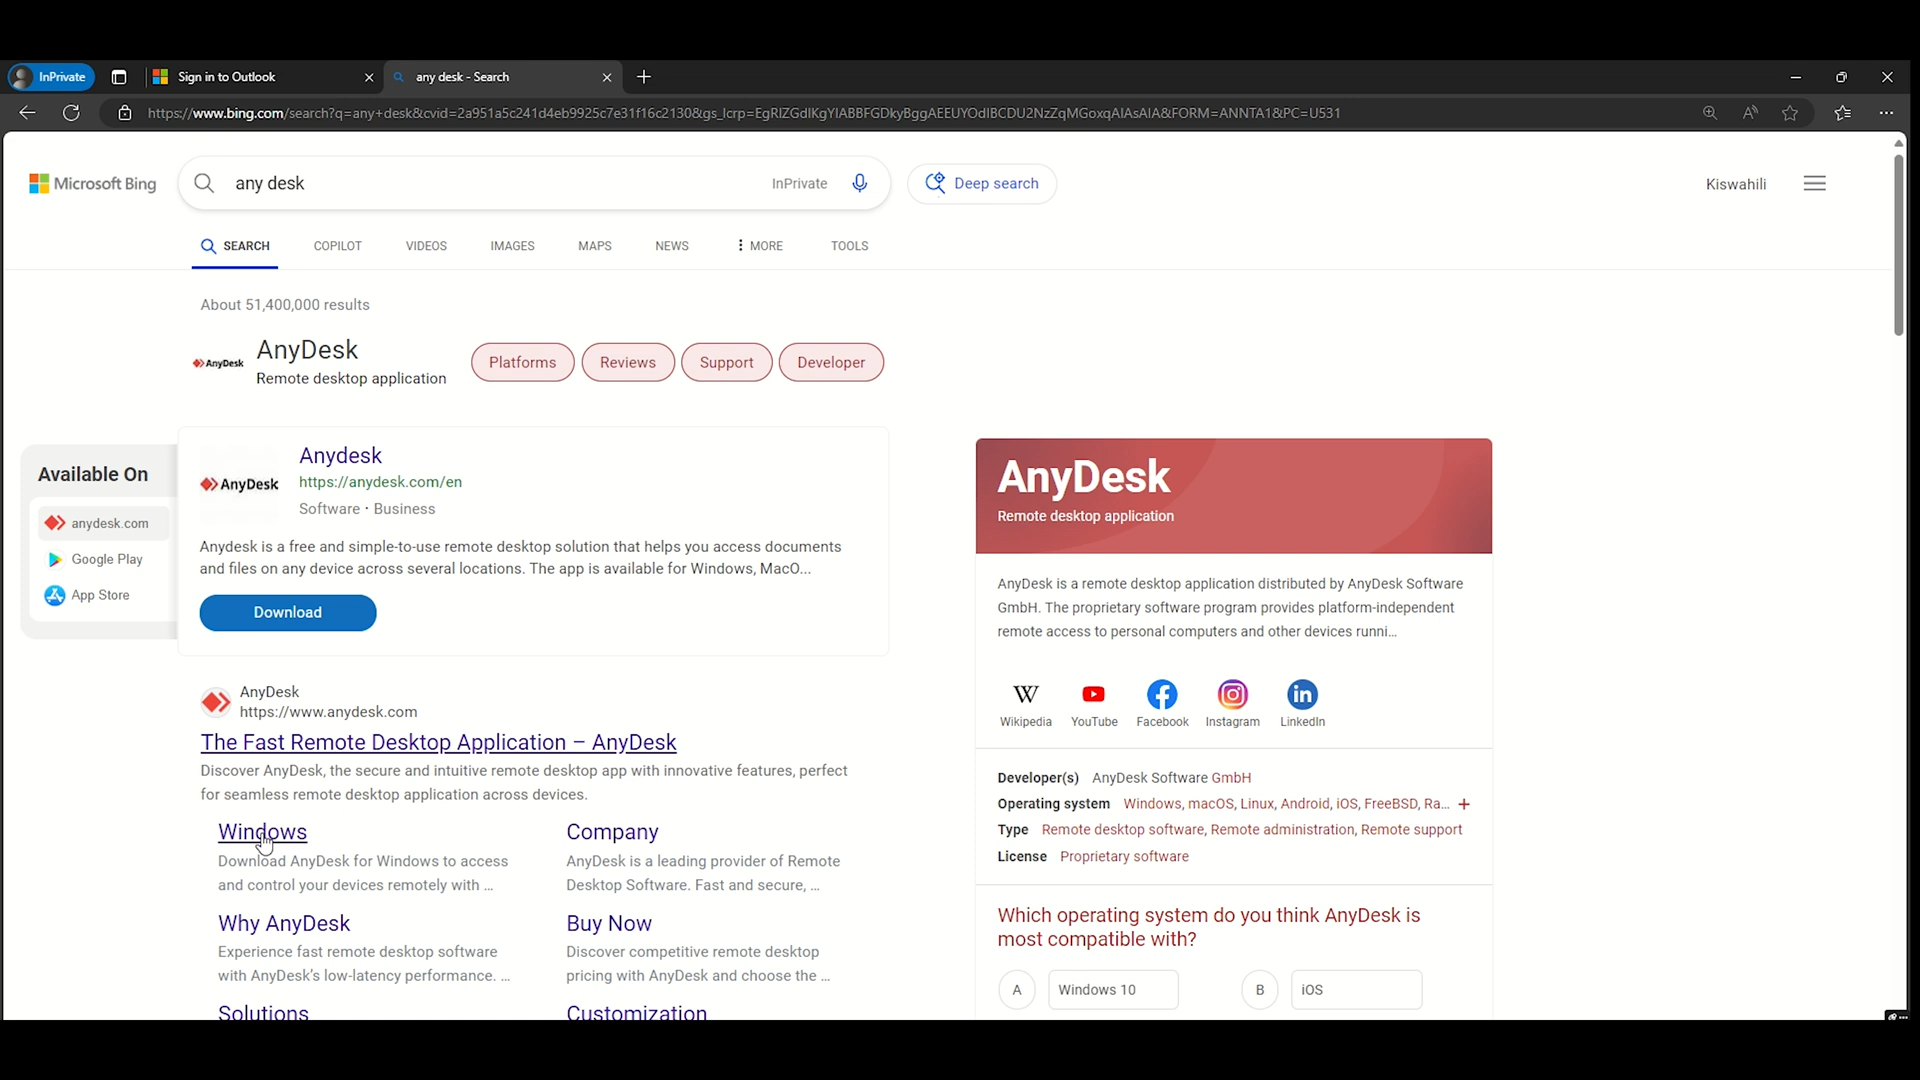 InPrivate
Sign in to Outlook
any desk - Search
https://www.bing.com/search?q=any+desk&cvid=2a951a5c241d4eb9925c7e31f16c2130&gs_lcrp=EgRlZGdlKgYIABBFGDkyBggAEEUYOdIBCDU2NzZqMGoxqAIAsAIA&FORM=ANNTA1&PC=U531
Microsoft Bing
any desk
InPrivate
Deep search
Kiswahili
SEARCH
COPILOT
VIDEOS
IMAGES
MAPS
NEWS
MORE
TOOLS
About 51,400,000 results
AnyDesk
AnyDesk
Remote desktop application
Platforms
Reviews
Support
Developer
Available On
anydesk.com
Google Play
App Store
AnyDesk
Anydesk
https://anydesk.com/en
Software · Business
Anydesk is a free and simple-to-use remote desktop solution that helps you access documents
and files on any device across several locations. The app is available for Windows, MacO...
Download
AnyDesk
https://www.anydesk.com
The Fast Remote Desktop Application – AnyDesk
Discover AnyDesk, the secure and intuitive remote desktop app with innovative features, perfect
for seamless remote desktop application across devices.
Windows
Download AnyDesk for Windows to access
and control your devices remotely with ...
Company
AnyDesk is a leading provider of Remote
Desktop Software. Fast and secure, ...
Why AnyDesk
Experience fast remote desktop software
with AnyDesk's low-latency performance. ...
Buy Now
Discover competitive remote desktop
pricing with AnyDesk and choose the ...
Solutions
Customization
AnyDesk
Remote desktop application
AnyDesk is a remote desktop application distributed by AnyDesk Software
GmbH. The proprietary software program provides platform-independent
remote access to personal computers and other devices runni...
Wikipedia
YouTube
Facebook
Instagram
LinkedIn
Developer(s) AnyDesk Software GmbH
Operating system Windows, macOS, Linux, Android, iOS, FreeBSD, Ra... +
Type Remote desktop software, Remote administration, Remote support
License Proprietary software
Which operating system do you think AnyDesk is
most compatible with?
A Windows 10
B iOS